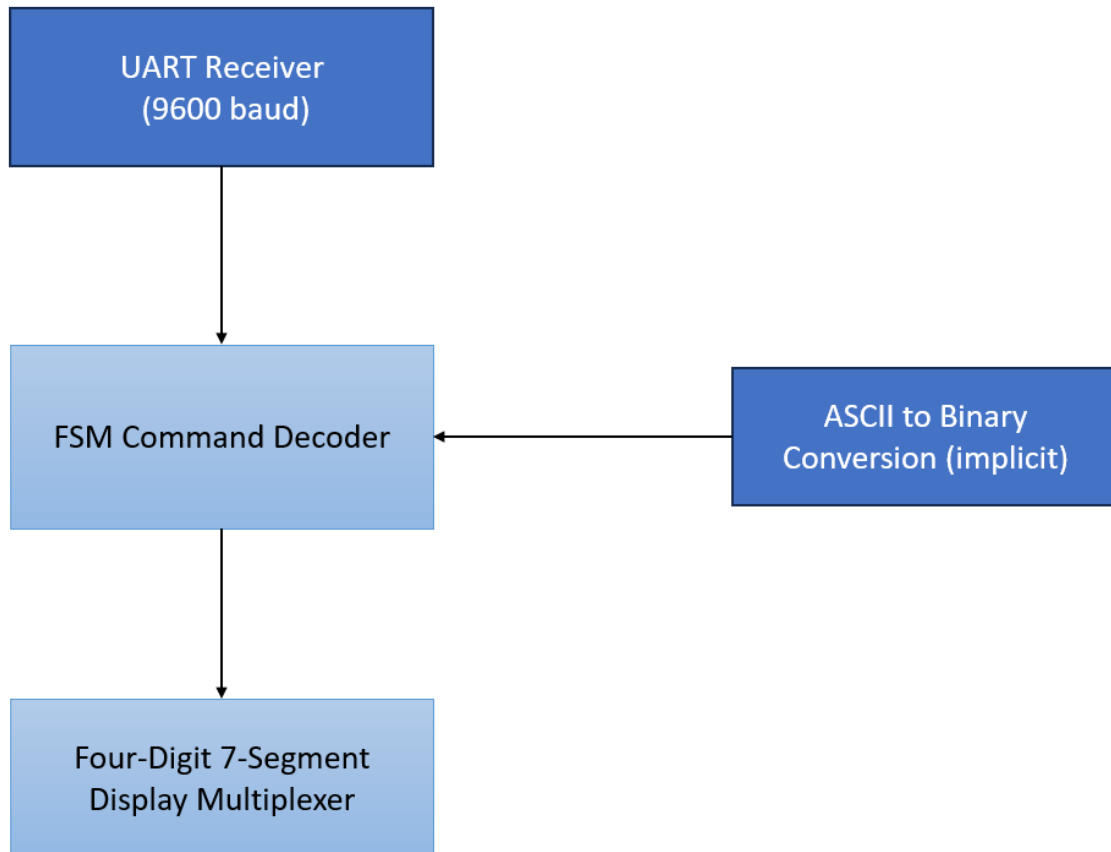 UART Receiver
(9600 baud)
FSM Command Decoder
ASCII to Binary
Conversion (implicit)
Four-Digit 7-Segment
Display Multiplexer